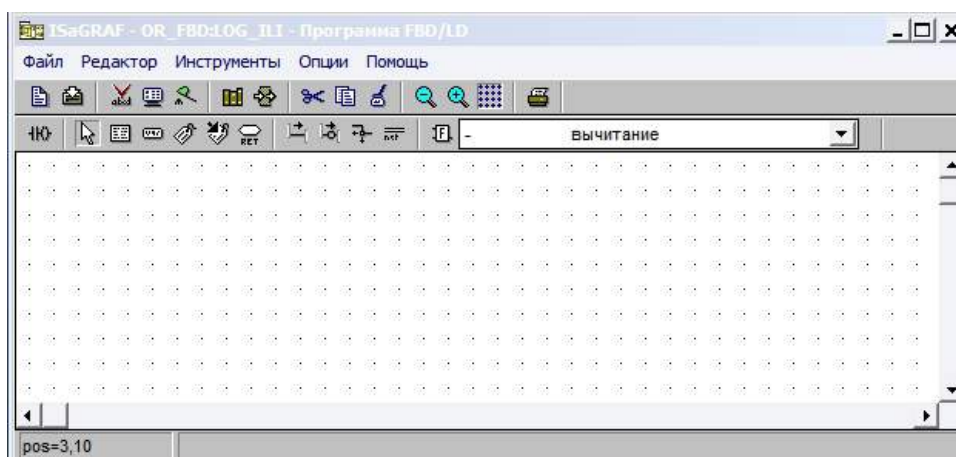 ISaGRAF - OR_FBD:LOG_ILI - Программа FBD/LD
Файл Редактор Инструменты Опции Помощь
RET
- вычитание
pos=3,10